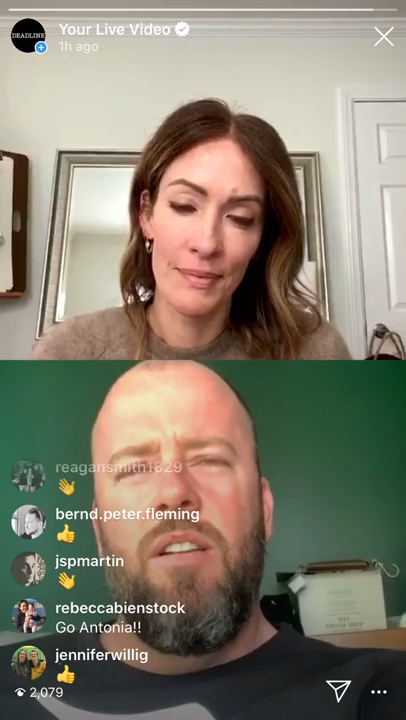 DEADLINE
Your Live Video
1h ago
reagansmith1829
👋
bernd.peter.fleming
👍
jspmartin
👋
rebeccabienstock
Go Antonia!!
jenniferwillig
👍
2,079